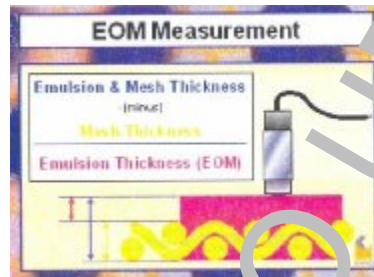 EOM Measurement
Emulsion & Mesh Thickness
(minus)
Mesh Thickness
Emulsion Thickness (EOM)